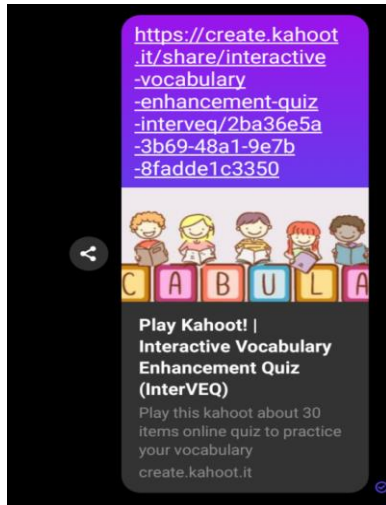 https://create.kahoot
.it/share/interactive
-vocabulary
-enhancement-quiz
-interveq/2ba36e5a
-3b69-48a1-9e7b
-8fadde1c3350
CABULA
Play Kahoot! |
Interactive Vocabulary
Enhancement Quiz
(InterVEQ)
Play this kahoot about 30
items online quiz to practice
your vocabulary
create.kahoot.it